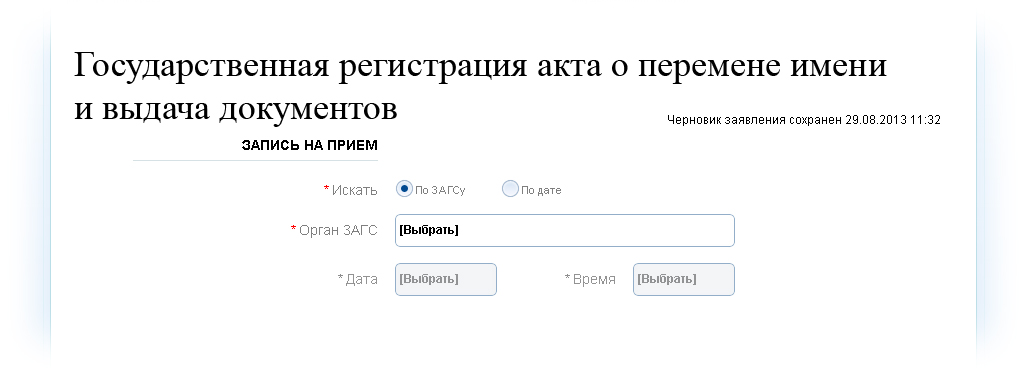 Государственная регистрация акта о перемене имени
и выдача документов
Черновик заявления сохранен 29.08.2013 11:32
ЗАПИСЬ НА ПРИЕМ
* Искать По ЗАГСу По дате
* Орган ЗАГС [Выбрать]
* Дата [Выбрать] * Время [Выбрать]